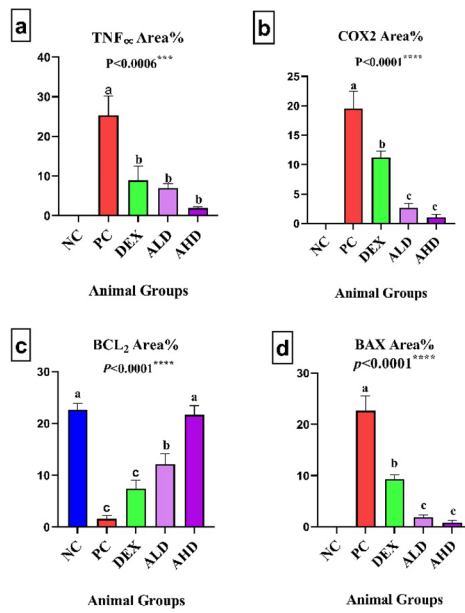 a
TNF∝ Area%
P<0.0006***
40
30
20
10
0
a
b
b
b
NC
PC
DEX
ALD
AHD
Animal Groups
b
COX2 Area%
P<0.0001****
25
20
15
10
5
0
a
b
c
c
NC
PC
DEX
ALD
AHD
Animal Groups
c
BCL2 Area%
P<0.0001****
30
20
10
0
a
c
c
b
a
NC
PC
DEX
ALD
AHD
Animal Groups
d
BAX Area%
p<0.0001****
30
20
10
0
a
b
c
c
NC
PC
DEX
ALD
AHD
Animal Groups